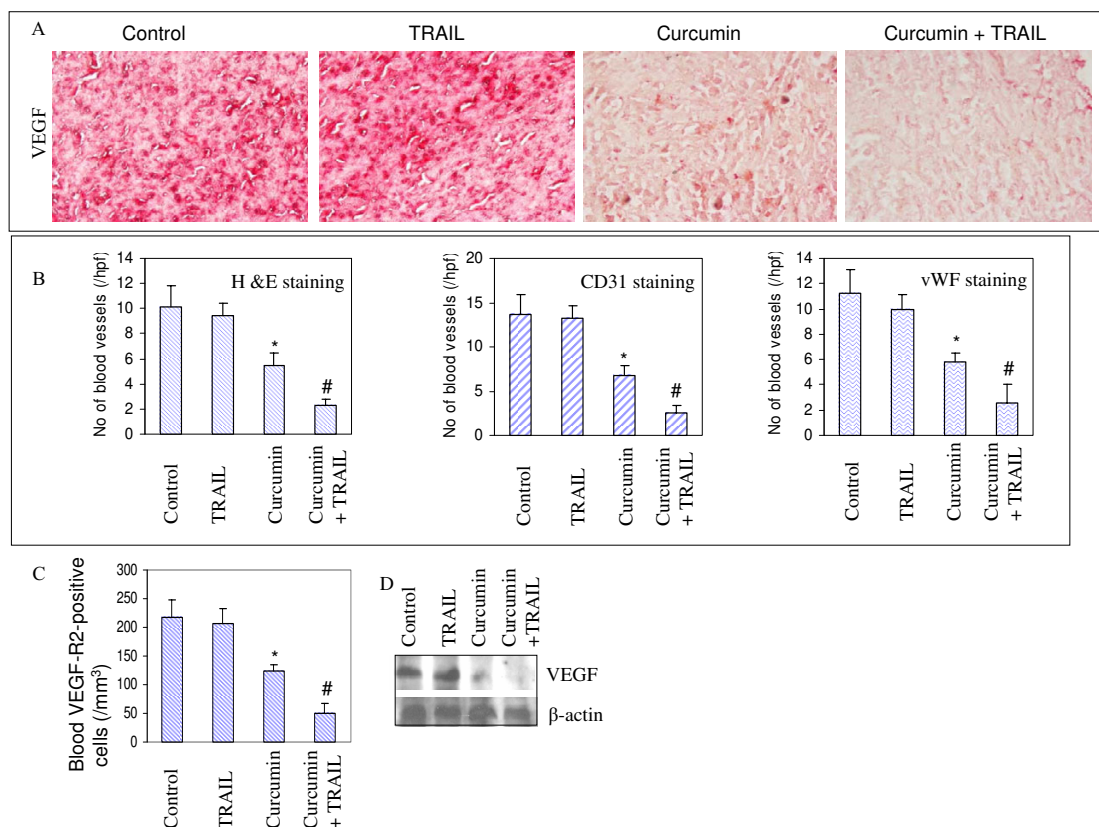 A
Control
TRAIL
Curcumin
Curcumin + TRAIL
VEGF
B
No of blood vessels (/hpf)
12
10
8
6
4
2
0
H &E staining
*
#
Control
TRAIL
Curcumin
Curcumin
+ TRAIL
No of blood vessels (/hpf)
20
15
10
5
0
CD31 staining
*
#
Control
TRAIL
Curcumin
Curcumin
+ TRAIL
No of blood vessels (/hpf)
14
12
10
8
6
4
2
0
vWF staining
*
#
Control
TRAIL
Curcumin
Curcumin
+ TRAIL
C
Blood VEGF-R2-positive
cells (/mm³)
300
250
200
150
100
50
0
*
#
Control
TRAIL
Curcumin
Curcumin
+ TRAIL
D
Control
TRAIL
Curcumin
Curcumin
+TRAIL
VEGF
β-actin